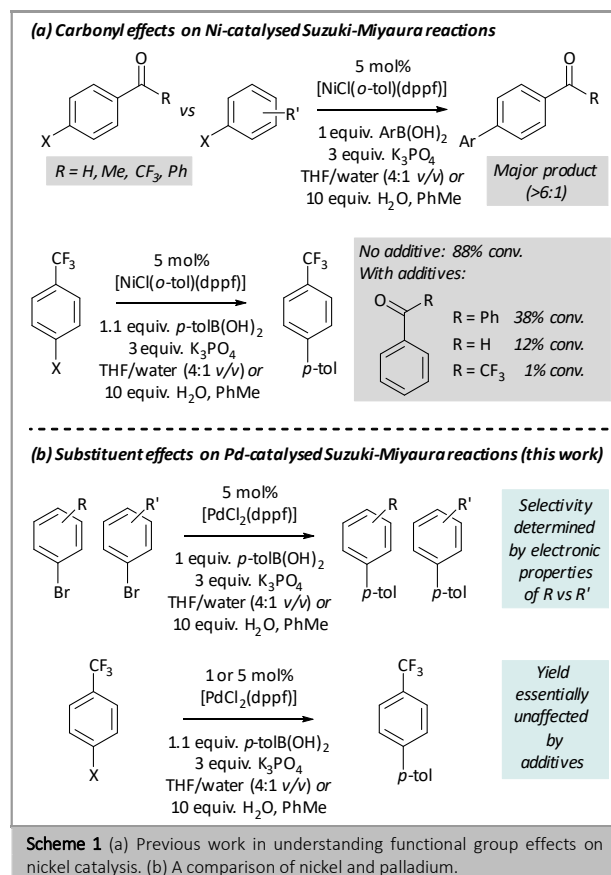 (a) Carbonyl effects on Ni-catalysed Suzuki-Miyaura reactions
O
R
X
vs
X
R'
R = H, Me, CF₃, Ph
5 mol%
[NiCl(o-tol)(dppf)]
1 equiv. ArB(OH)₂
3 equiv. K₃PO₄
THF/water (4:1 v/v) or
10 equiv. H₂O, PhMe
O
R
Ar
Major product
(>6:1)
CF₃
X
5 mol%
[NiCl(o-tol)(dppf)]
1.1 equiv. p-tolB(OH)₂
3 equiv. K₃PO₄
THF/water (4:1 v/v) or
10 equiv. H₂O, PhMe
CF₃
p-tol
No additive: 88% conv.
With additives:
O
R
R = Ph 38% conv.
R = H 12% conv.
R = CF₃ 1% conv.
(b) Substituent effects on Pd-catalysed Suzuki-Miyaura reactions (this work)
R
Br
R'
Br
5 mol%
[PdCl₂(dppf)]
1 equiv. p-tolB(OH)₂
3 equiv. K₃PO₄
THF/water (4:1 v/v) or
10 equiv. H₂O, PhMe
R
p-tol
R'
p-tol
Selectivity
determined
by electronic
properties
of R vs R'
CF₃
X
1 or 5 mol%
[PdCl₂(dppf)]
1.1 equiv. p-tolB(OH)₂
3 equiv. K₃PO₄
THF/water (4:1 v/v) or
10 equiv. H₂O, PhMe
CF₃
p-tol
Yield
essentially
unaffected
by
additives
Scheme 1 (a) Previous work in understanding functional group effects on
nickel catalysis. (b) A comparison of nickel and palladium.